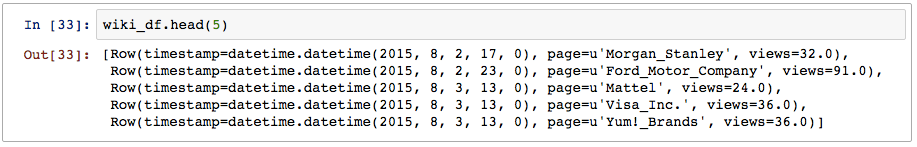 In [33]: wiki_df.head(5)
Out[33]: [Row(timestamp=datetime.datetime(2015, 8, 2, 17, 0), page=u'Morgan_Stanley', views=32.0),
Row(timestamp=datetime.datetime(2015, 8, 2, 23, 0), page=u'Ford_Motor_Company', views=91.0),
Row(timestamp=datetime.datetime(2015, 8, 3, 13, 0), page=u'Mattel', views=24.0),
Row(timestamp=datetime.datetime(2015, 8, 3, 13, 0), page=u'Visa_Inc.', views=36.0),
Row(timestamp=datetime.datetime(2015, 8, 3, 13, 0), page=u'Yum!_Brands', views=36.0)]